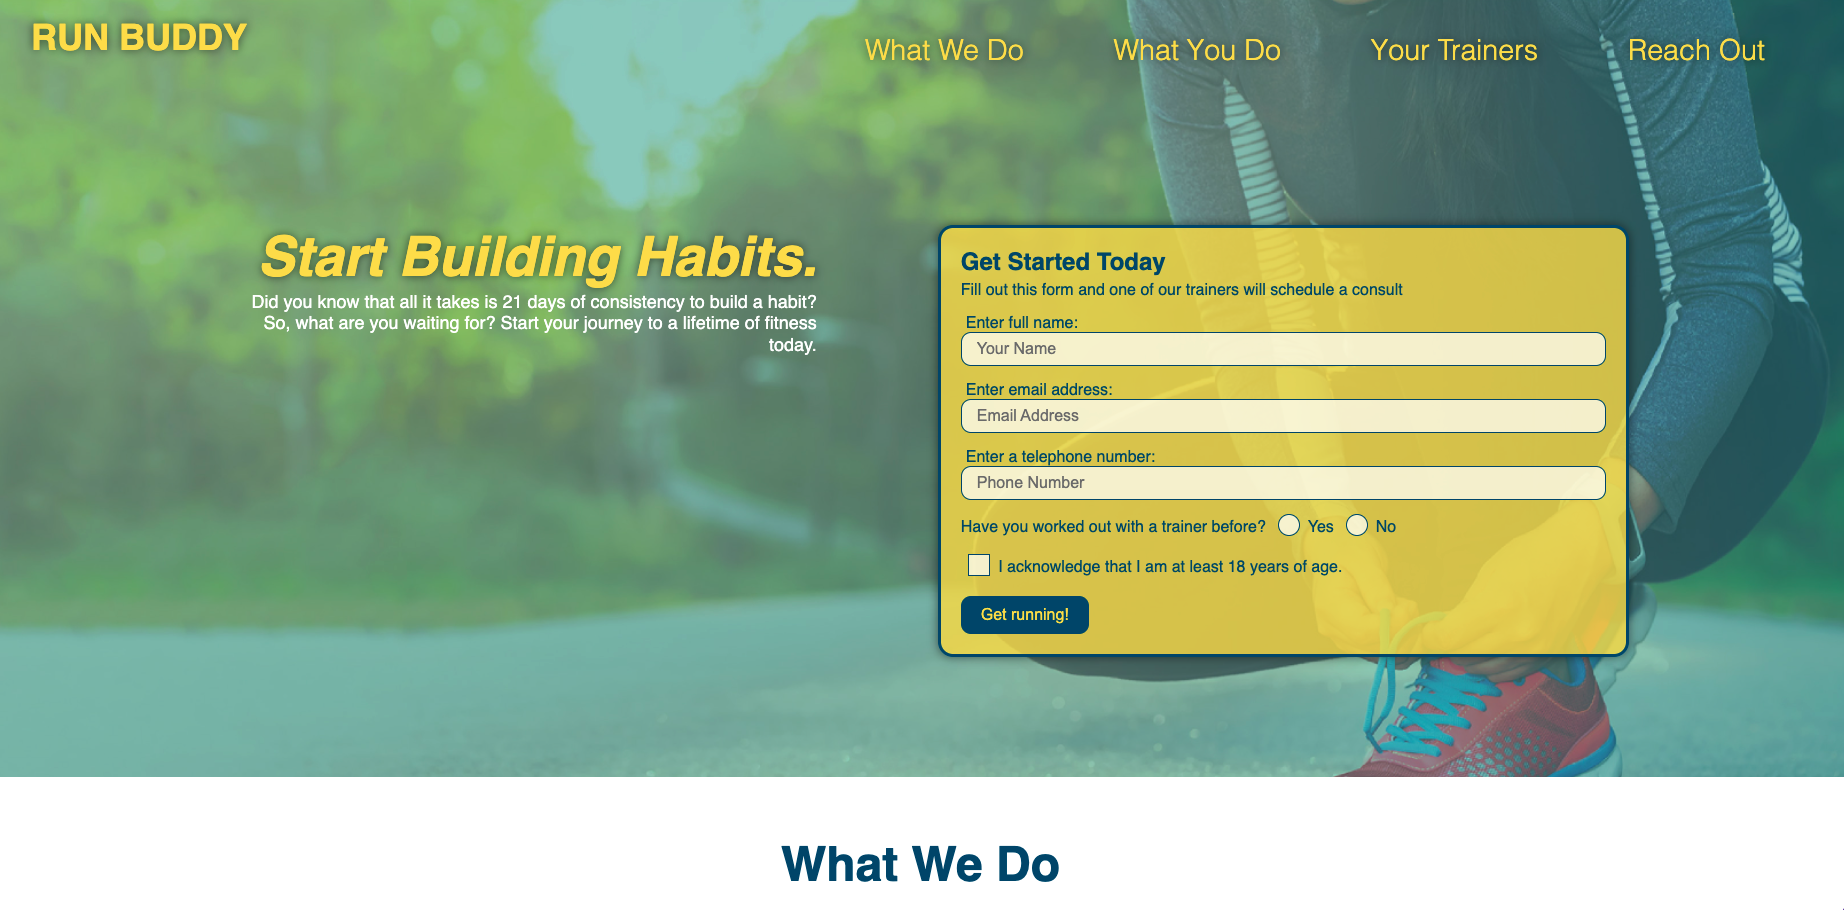 RUN BUDDY
What We Do
What You Do
Your Trainers
Reach Out
Start Building Habits.
Did you know that all it takes is 21 days of consistency to build a habit?
So, what are you waiting for? Start your journey to a lifetime of fitness
today.
Get Started Today
Fill out this form and one of our trainers will schedule a consult
Enter full name:
Your Name
Enter email address:
Email Address
Enter a telephone number:
Phone Number
Have you worked out with a trainer before? Yes No
I acknowledge that I am at least 18 years of age.
Get running!
What We Do